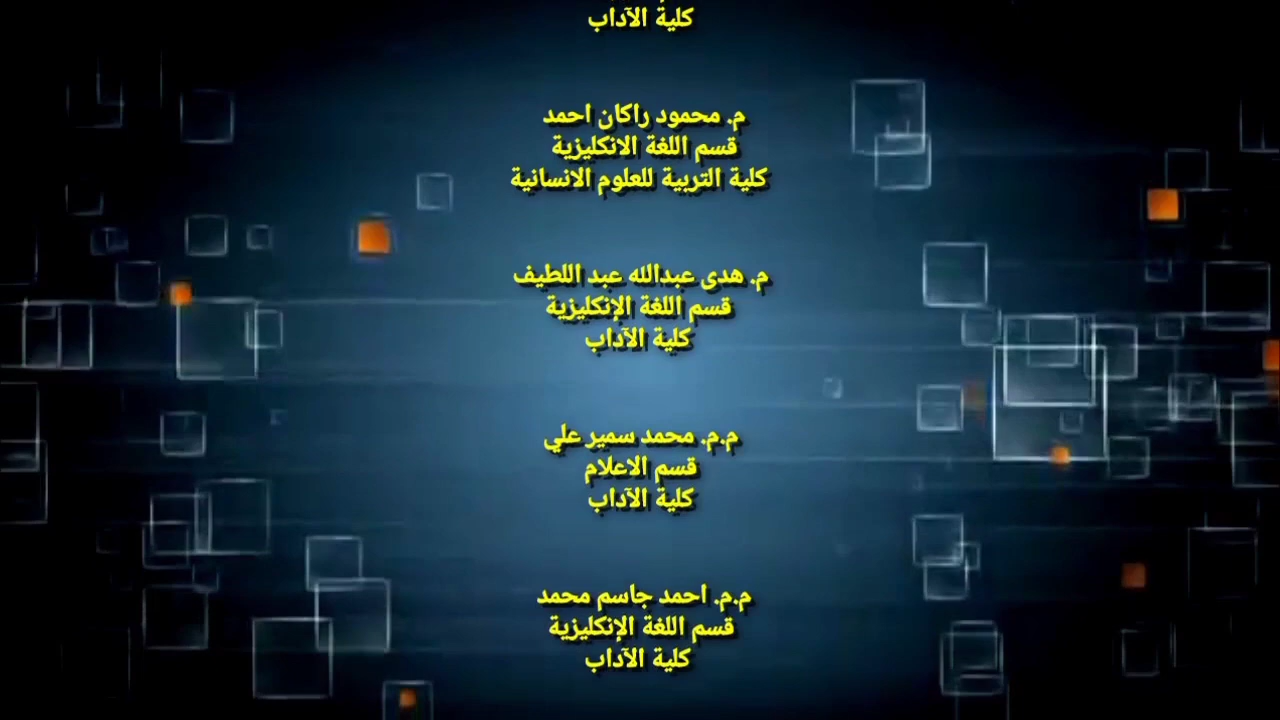 كلية الآداب
م. محمود راكان احمد
قسم اللغة الانكليزية
كلية التربية للعلوم الانسانية
م. هدى عبدالله عبد اللطيف
قسم اللغة الإنكليزية
كلية الآداب
م.م. محمد سمير علي
قسم الاعلام
كلية الآداب
م.م. احمد جاسم محمد
قسم اللغة الإنكليزية
كلية الآداب